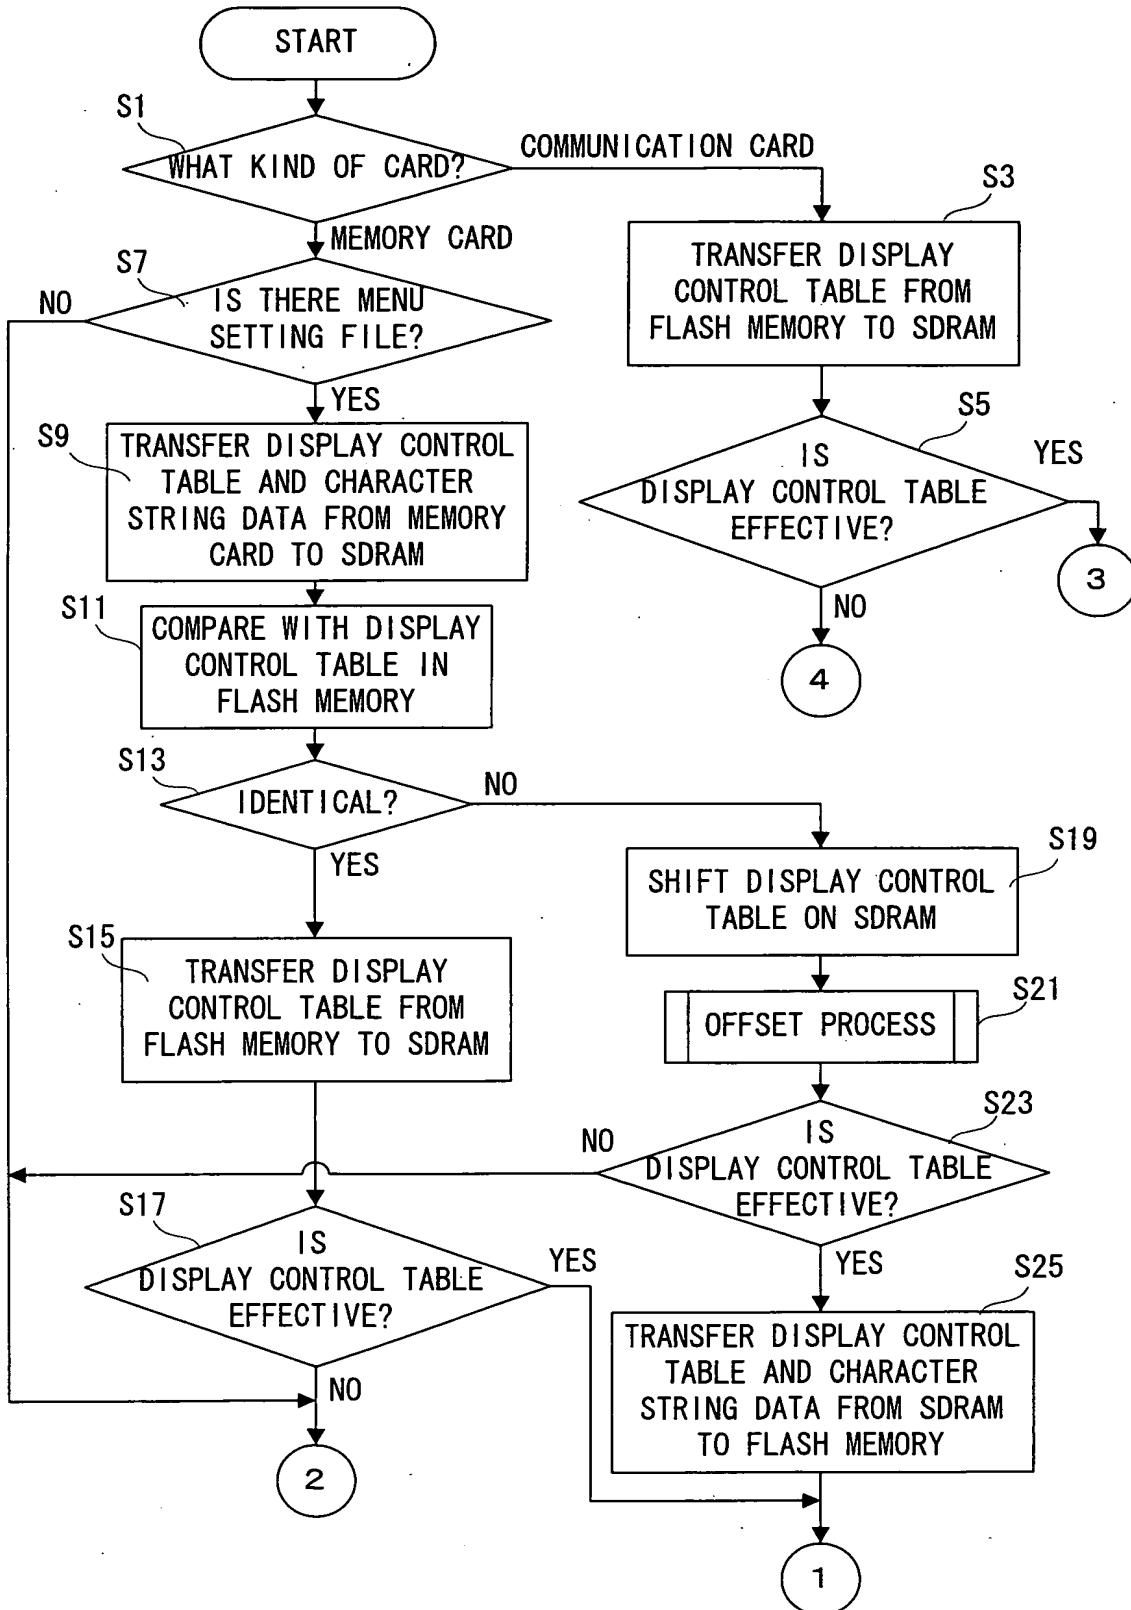 START
S1
WHAT KIND OF CARD?
COMMUNICATION CARD
S3
TRANSFER DISPLAY
CONTROL TABLE FROM
FLASH MEMORY TO SDRAM
MEMORY CARD
S7
NO
IS THERE MENU
SETTING FILE?
YES
S5
IS
DISPLAY CONTROL TABLE
EFFECTIVE?
YES
3
NO
4
S9
TRANSFER DISPLAY CONTROL
TABLE AND CHARACTER
STRING DATA FROM MEMORY
CARD TO SDRAM
S11
COMPARE WITH DISPLAY
CONTROL TABLE IN
FLASH MEMORY
S13
IDENTICAL?
NO
YES
S19
SHIFT DISPLAY CONTROL
TABLE ON SDRAM
S15
TRANSFER DISPLAY
CONTROL TABLE FROM
FLASH MEMORY TO SDRAM
S21
OFFSET PROCESS
S23
NO
IS
DISPLAY CONTROL TABLE
EFFECTIVE?
YES
S17
IS
DISPLAY CONTROL TABLE
EFFECTIVE?
YES
NO
2
S25
TRANSFER DISPLAY CONTROL
TABLE AND CHARACTER
STRING DATA FROM SDRAM
TO FLASH MEMORY
1